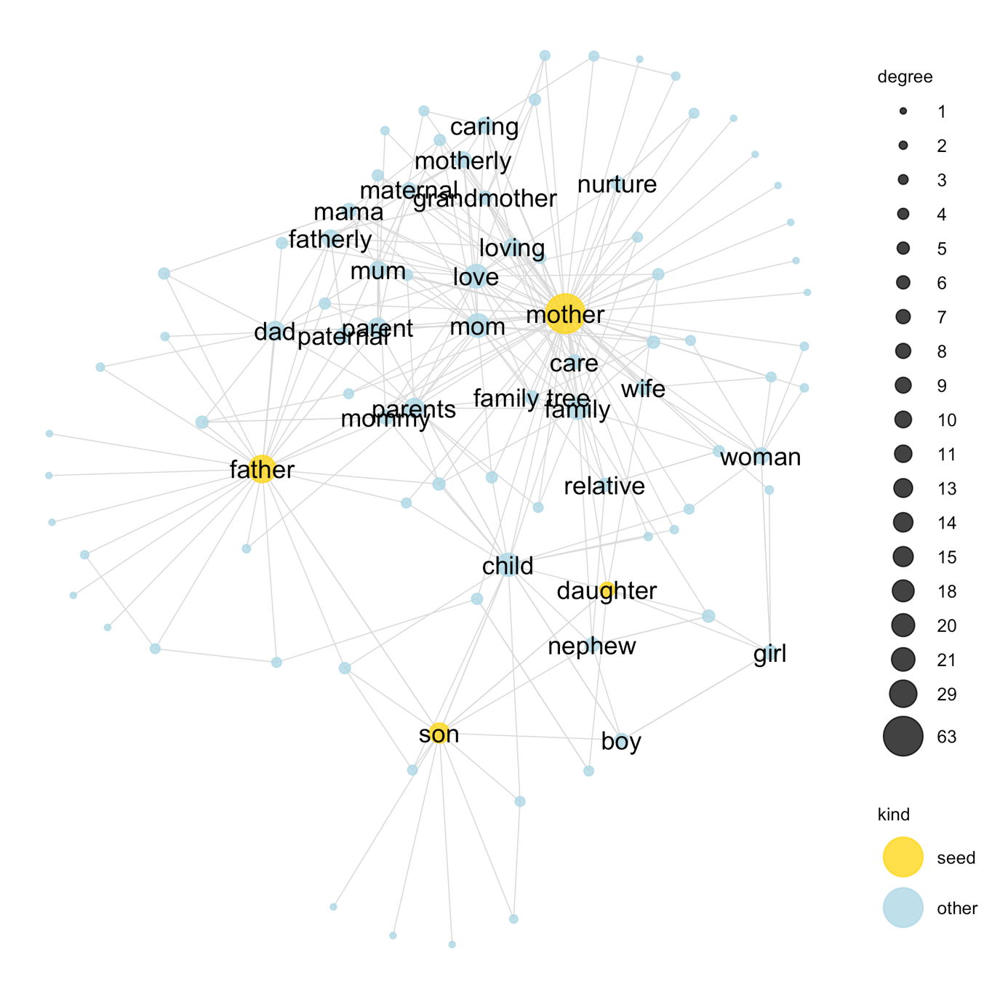 caring
motherly
nurture
maternal
grandmother
mama
fatherly
loving
mum
love
mother
dad
paternal
parent
mom
care
wife
family tree
family
parents
mommy
father
woman
relative
child
daughter
nephew
girl
son
boy
degree
1
2
3
4
5
6
7
8
9
10
11
13
14
15
18
20
21
29
63
kind
seed
other